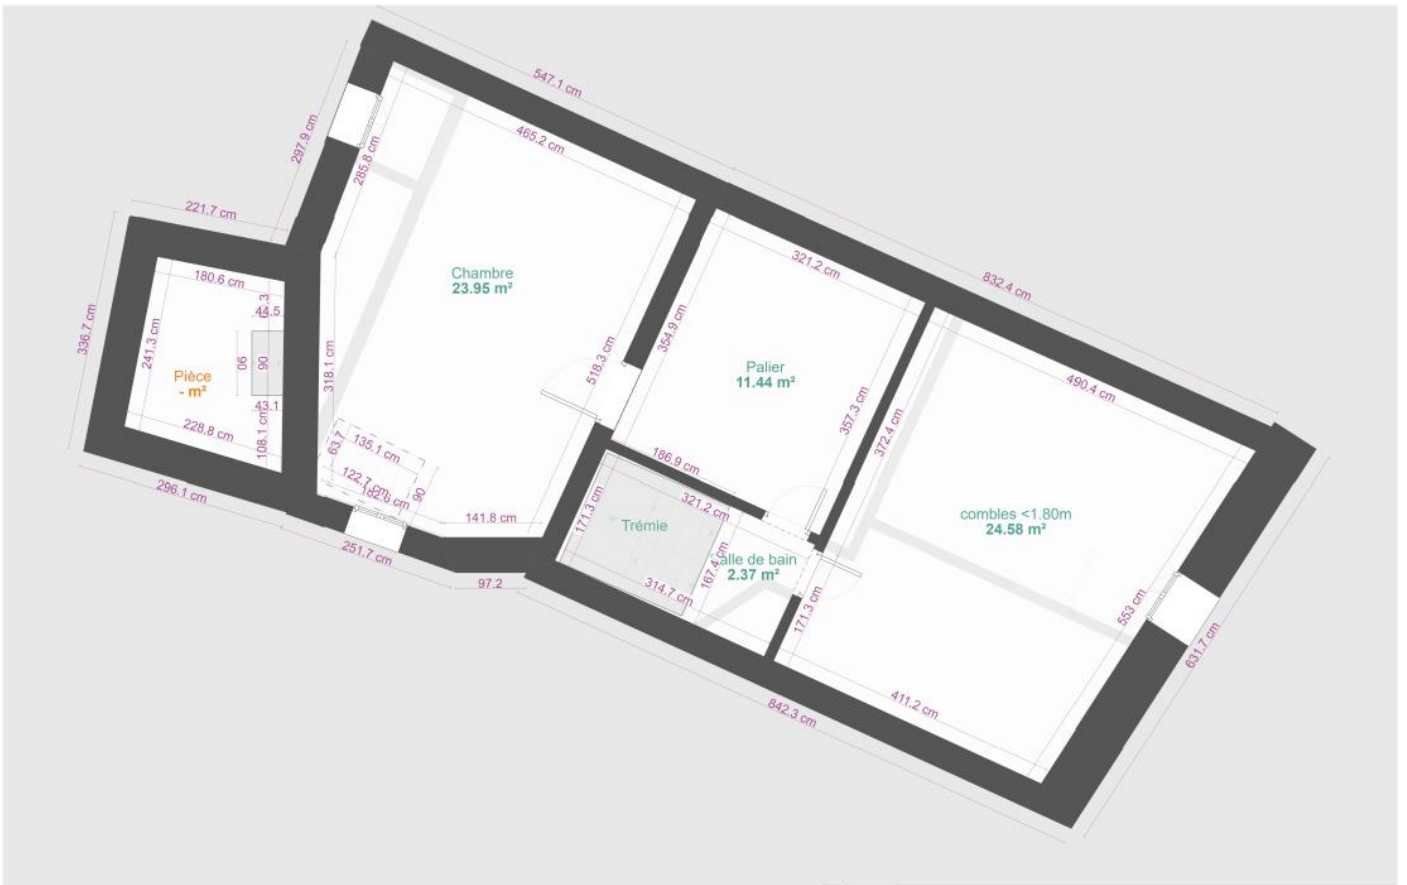 547.1 cm
297.9 cm
465.2 cm
285.8 cm
221.7 cm
180.6 cm
44.5
336.7 cm
241.3 cm
Pièce
- m²
90
90
43.1
228.8 cm
108.1 cm
296.1 cm
318.1 cm
Chambre
23.95 m²
518.3 cm
63.7
135.1 cm
122.7 cm
90
141.8 cm
251.7 cm
97.2
321.2 cm
832.4 cm
354.9 cm
Palier
11.44 m²
357.3 cm
372.4 cm
490.4 cm
186.9 cm
321.2 cm
171.3 cm
Trémie
alle de bain
2.37 m²
167.4 cm
314.7 cm
171.3 cm
combles <1.80m
24.58 m²
553 cm
631.7 cm
411.2 cm
842.3 cm